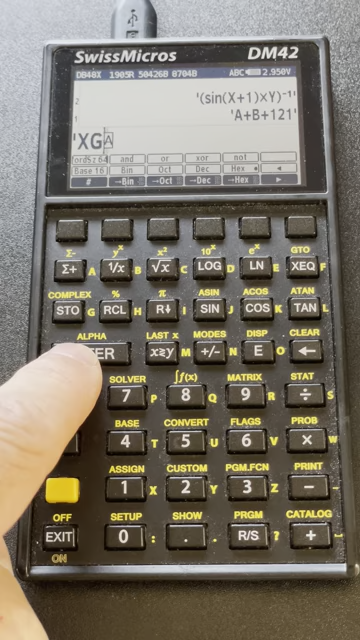 SwissMicros DM42
DB48X 1905R 50426B 0704B ABC 2.950V
2 '(sin(X+1)×Y)⁻¹'
1 'A+B+121'
'XGA
and or xor not
Base 16 Bin Oct Dec Hex
# →Bin →Oct →Dec →Hex
Σ- yˣ x² 10ˣ eˣ GTO
Σ+ A 1/x B √x C LOG D LN E XEQ F
COMPLEX % π ASIN ACOS ATAN
STO G RCL H R↓ I SIN J COS K TAN L
ALPHA LAST x MODES DISP CLEAR
TER x≷y M +/- N E O ←
SOLVER ∫f(x) MATRIX STAT
7 P 8 Q 9 R ÷ S
BASE CONVERT FLAGS PROB
4 T 5 U 6 V × W
ASSIGN CUSTOM PGM.FCN PRINT
1 X 2 Y 3 Z − -
OFF SETUP SHOW PRGM CATALOG
EXIT 0 : . . R/S ? +
ON